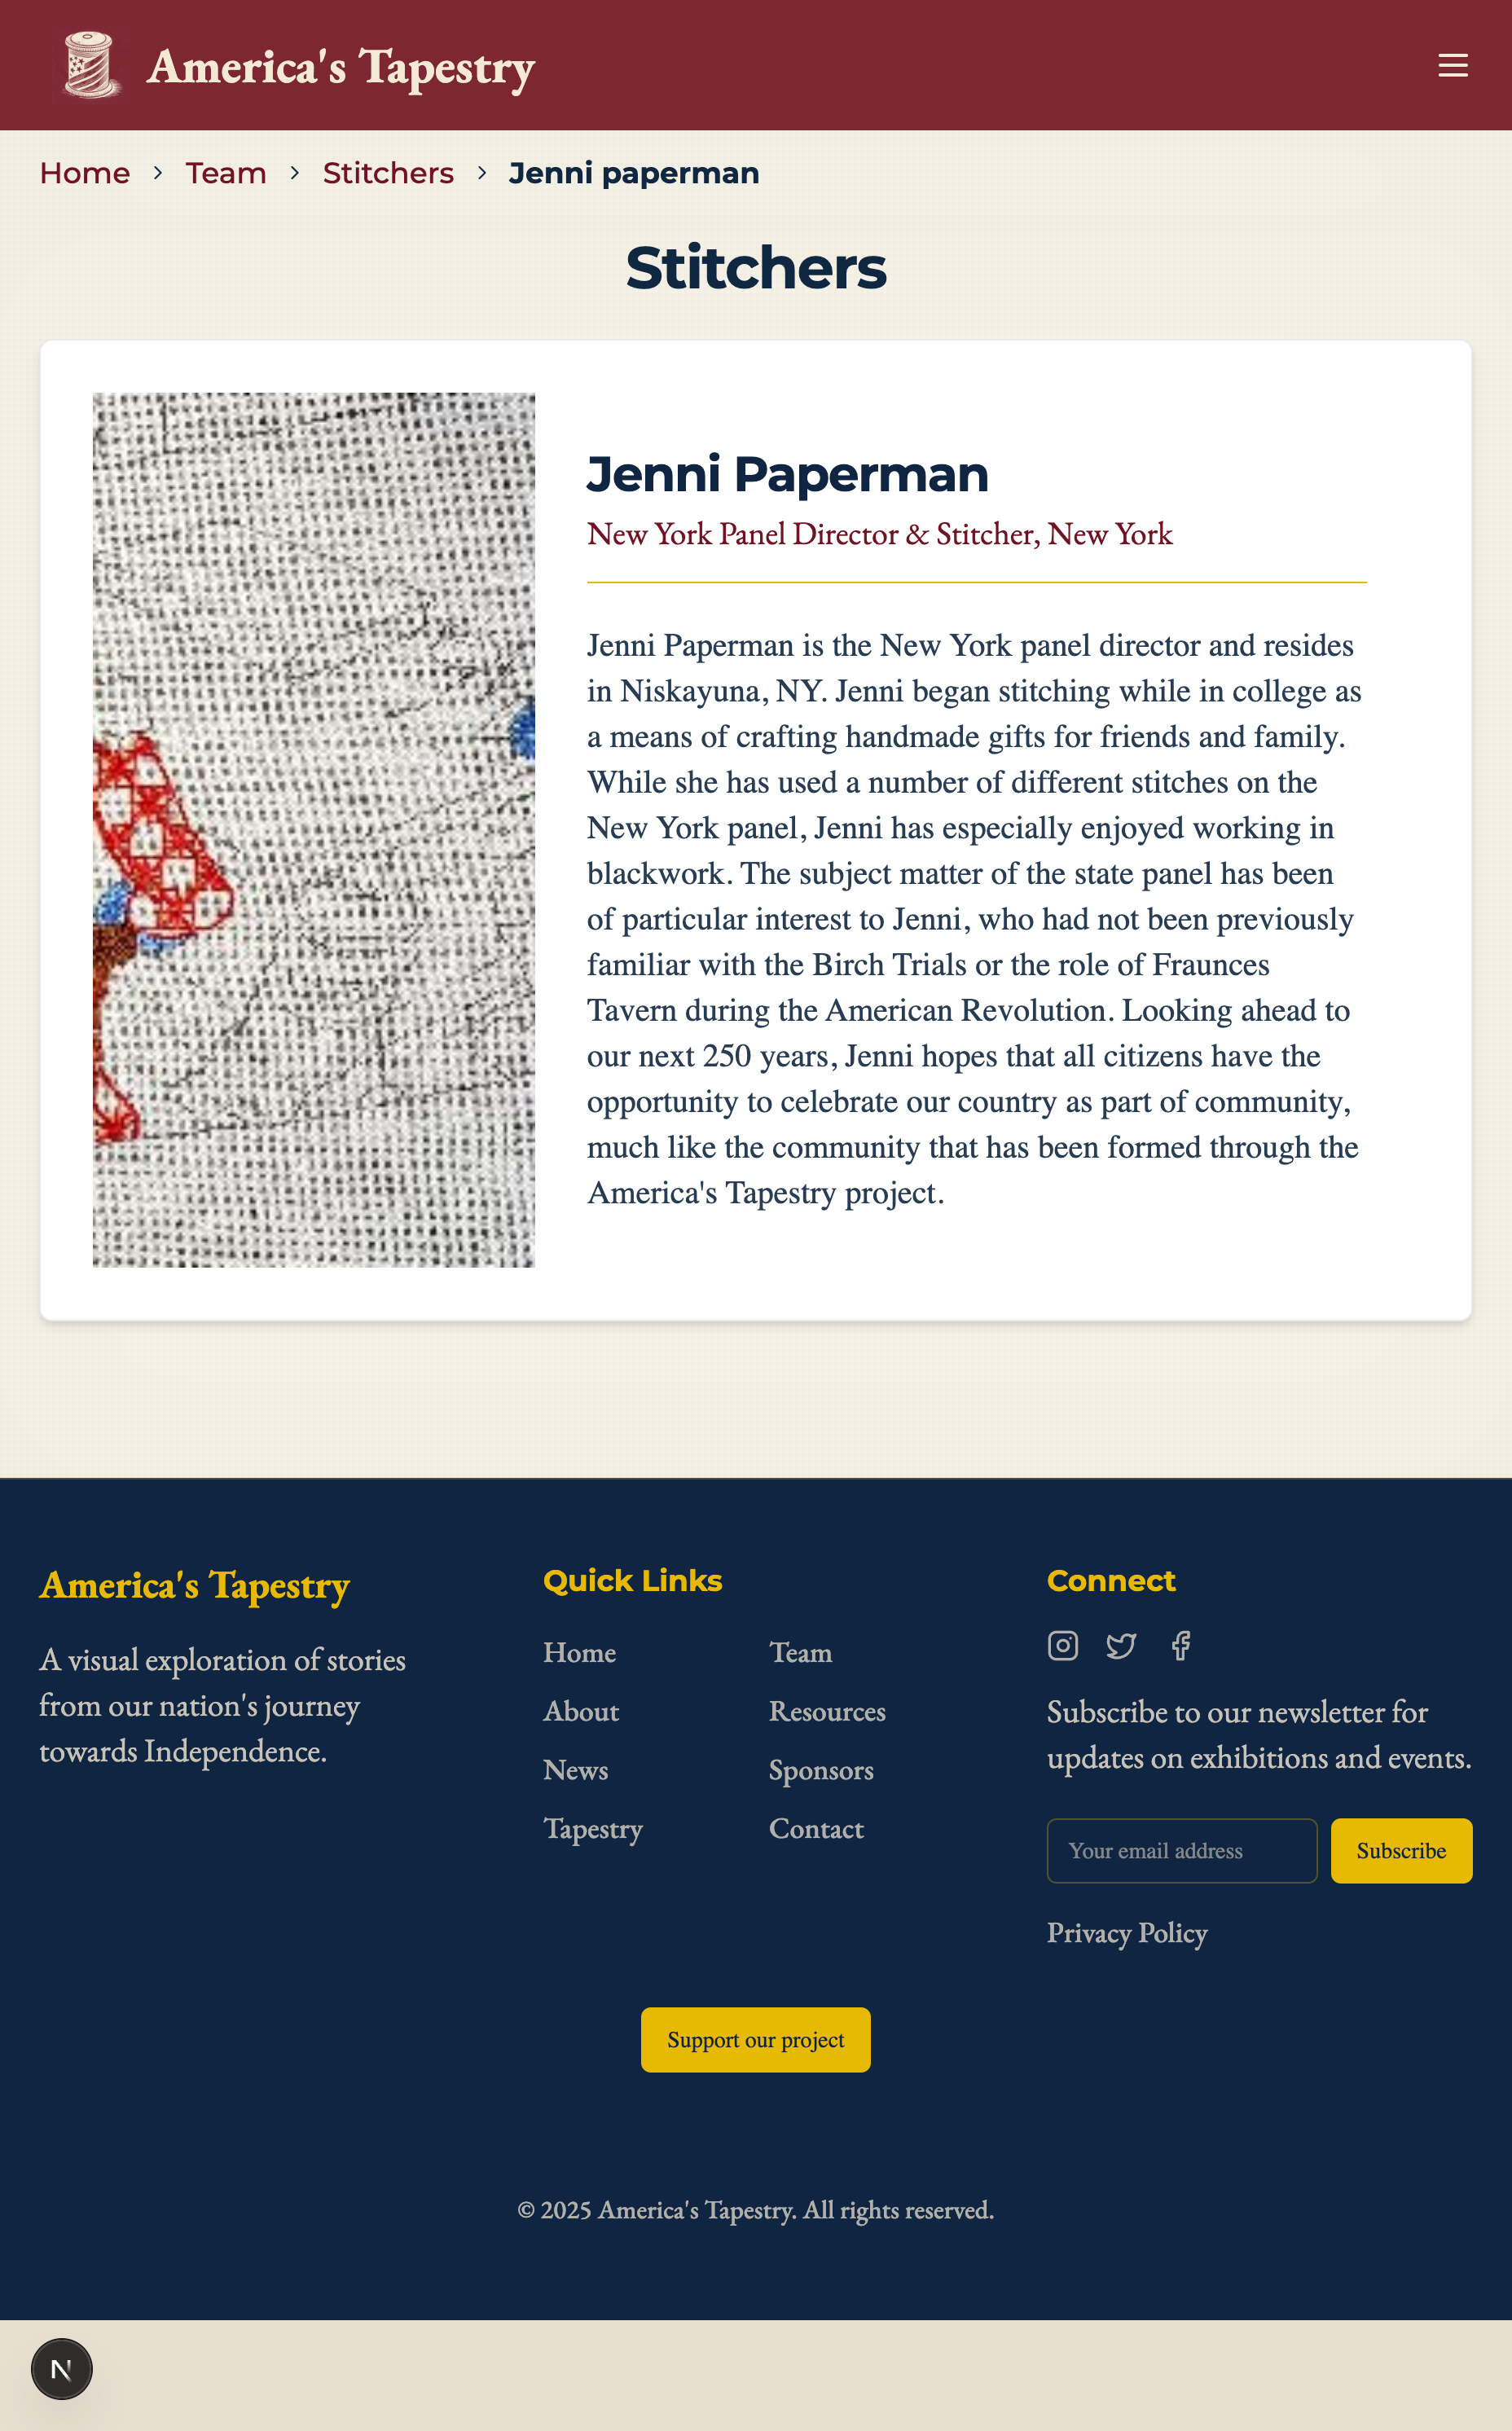 America's Tapestry
Home > Team > Stitchers > Jenni paperman
Stitchers
Jenni Paperman
New York Panel Director & Stitcher, New York
Jenni Paperman is the New York panel director and resides
in Niskayuna, NY. Jenni began stitching while in college as
a means of crafting handmade gifts for friends and family.
While she has used a number of different stitches on the
New York panel, Jenni has especially enjoyed working in
blackwork. The subject matter of the state panel has been
of particular interest to Jenni, who had not been previously
familiar with the Birch Trials or the role of Fraunces
Tavern during the American Revolution. Looking ahead to
our next 250 years, Jenni hopes that all citizens have the
opportunity to celebrate our country as part of community,
much like the community that has been formed through the
America's Tapestry project.
America's Tapestry
A visual exploration of stories
from our nation's journey
towards Independence.
Quick Links
Home
About
News
Tapestry
Team
Resources
Sponsors
Contact
Connect
Subscribe to our newsletter for
updates on exhibitions and events.
Your email address
Subscribe
Privacy Policy
Support our project
© 2025 America's Tapestry. All rights reserved.
N